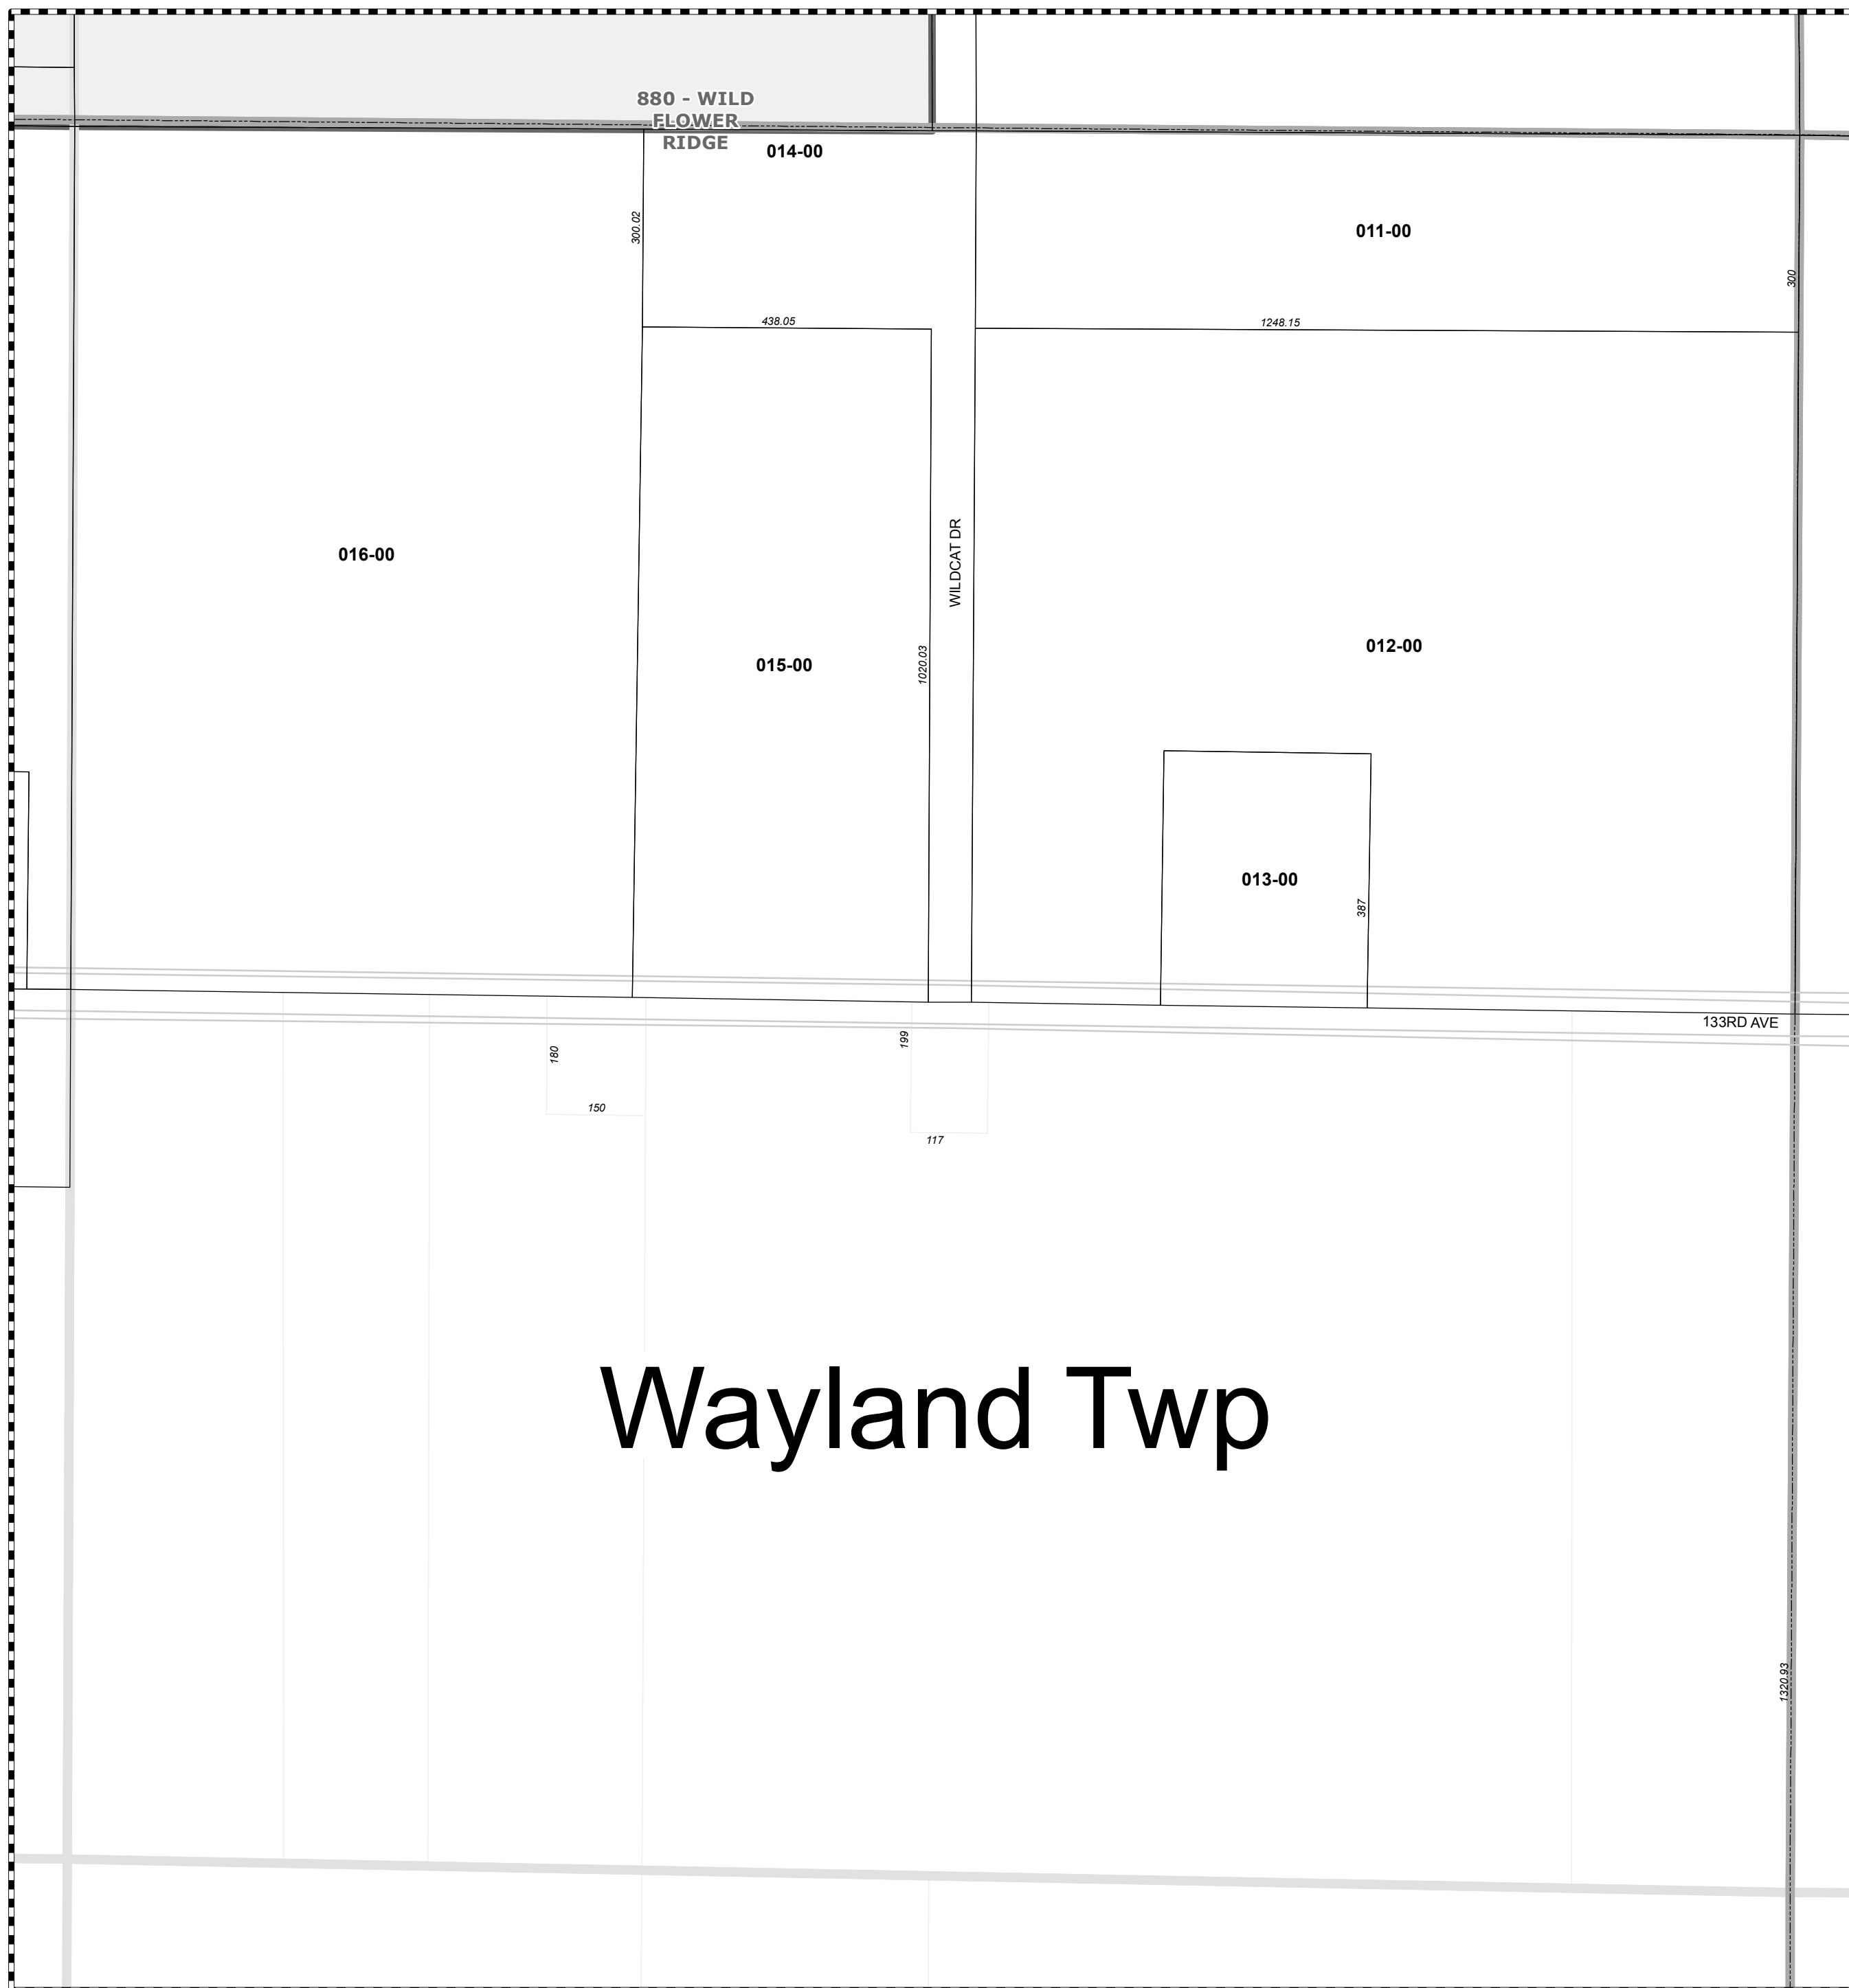 880 - WILD
FLOWER
RIDGE
014-00
300.02
011-00
300
438.05
1248.15
016-00
WILDCAT DR
012-00
015-00
1020.03
013-00
387
133RD AVE
180
199
150
117
Wayland Twp
1320.93